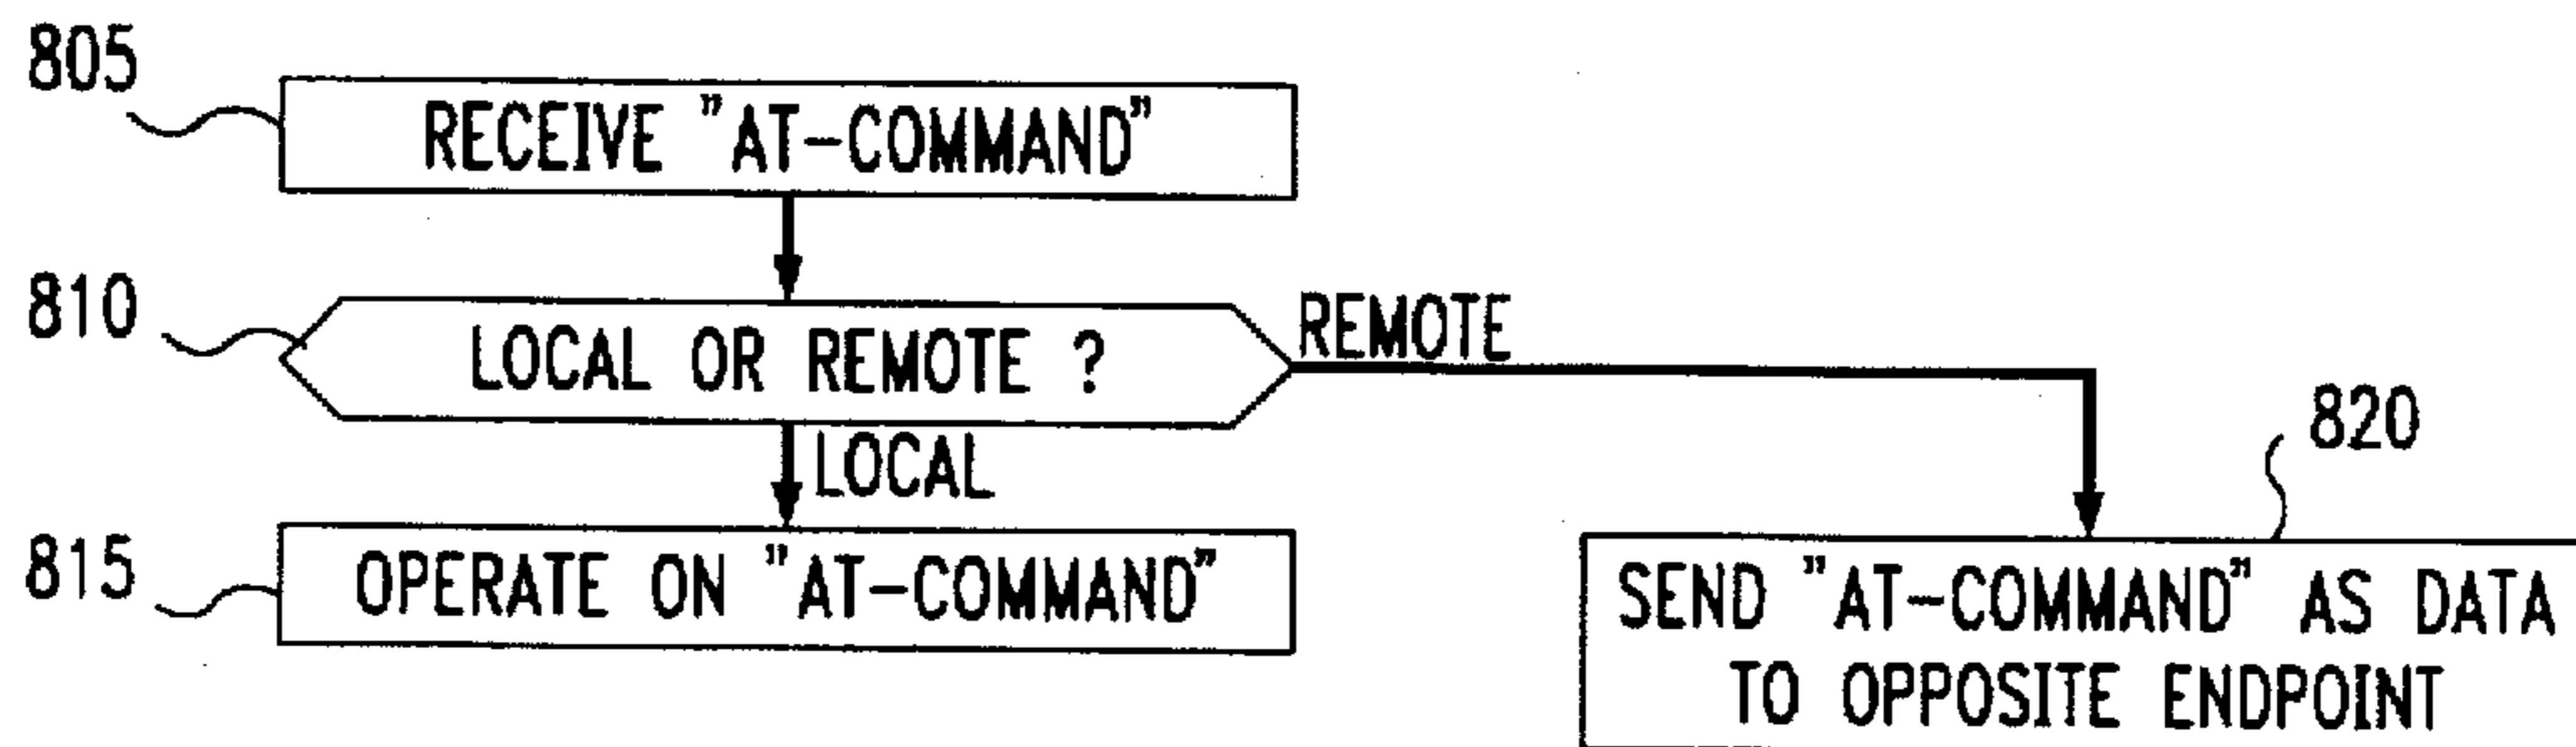 805
RECEIVE "AT-COMMAND"
810
LOCAL OR REMOTE ?
REMOTE
LOCAL
820
815
OPERATE ON "AT-COMMAND"
SEND "AT-COMMAND" AS DATA
TO OPPOSITE ENDPOINT